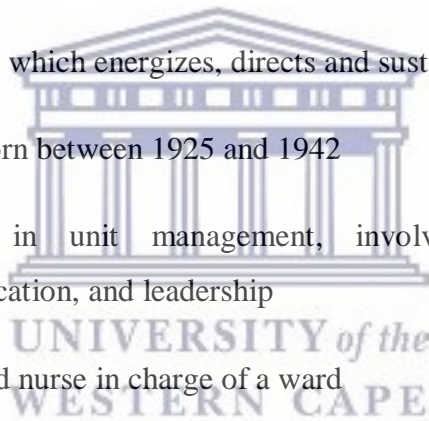 which energizes, directs and sust
rn between 1925 and 1942
in unit management, involv
cation, and leadership
UNIVERSITY of the
d nurse in charge of a ward
WESTERN CAPE